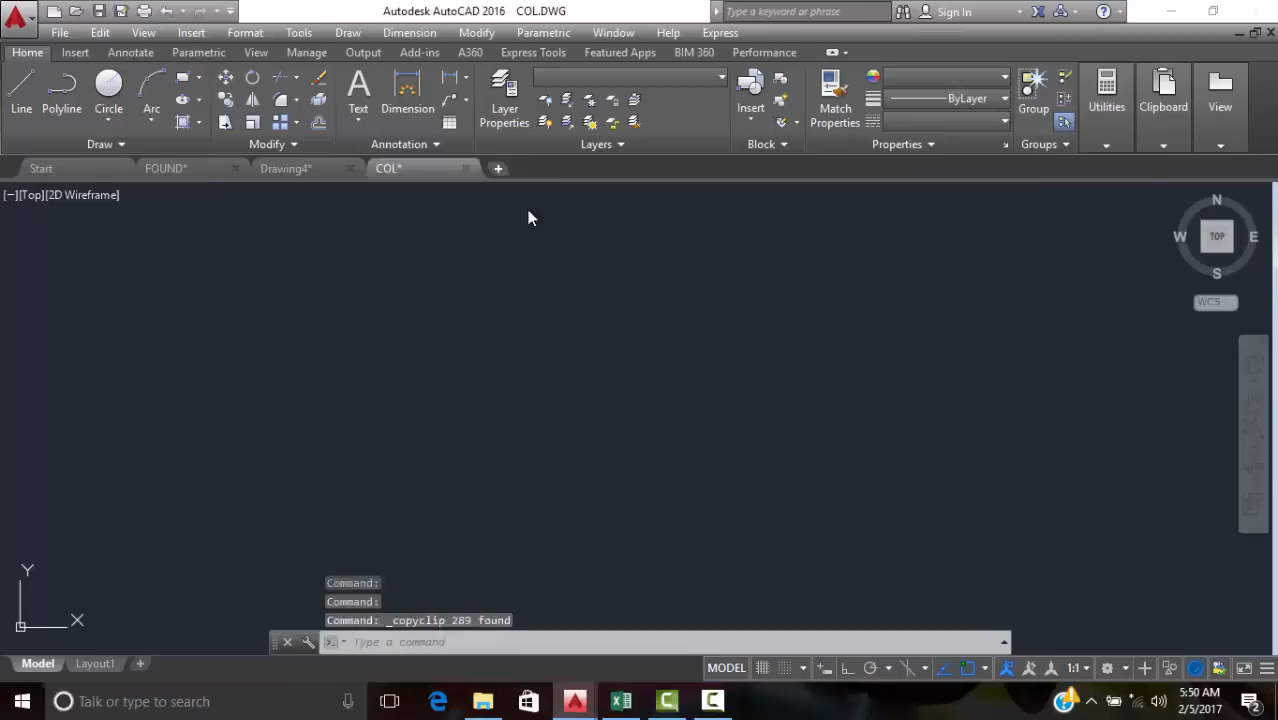 Autodesk AutoCAD 2016 COL.DWG
Type a keyword or phrase
Sign In
File Edit View Insert Format Tools Draw Dimension Modify Parametric Window Help Express
Home Insert Annotate Parametric View Manage Output Add-ins A360 Express Tools Featured Apps BIM 360 Performance
Line Polyline Circle Arc
Text Dimension
Layer Properties
Insert
Match Properties
ByLayer
Group
Utilities
Clipboard
View
Draw
Modify
Annotation
Layers
Block
Properties
Groups
Start
FOUND*
Drawing4*
COL*
[−][Top][2D Wireframe]
N
W
TOP
E
S
WCS
Y
X
Command:
Command:
Command: _copyclip 289 found
Type a command
Model
Layout1
MODEL
1:1
Talk or type to search
5:50 AM
2/5/2017
2